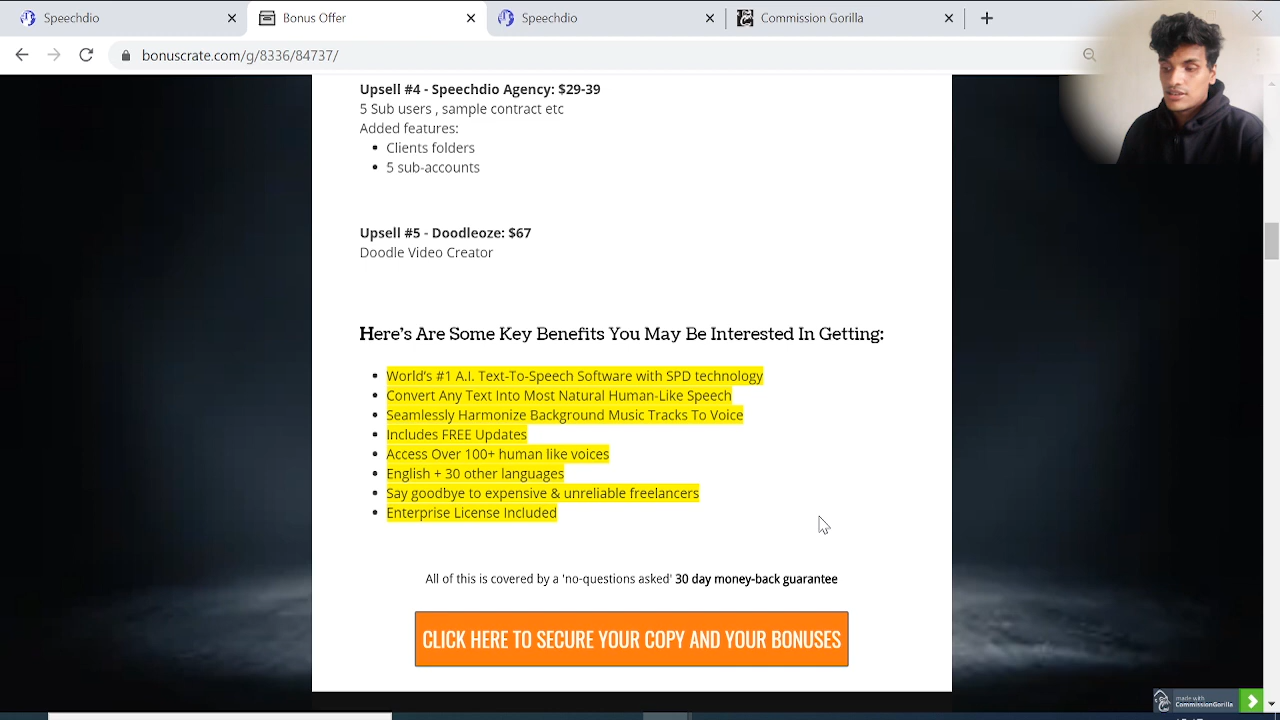 Speechdio
Bonus Offer
Speechdio
Commission Gorilla
bonuscrate.com/g/8336/84737/
Upsell #4 - Speechdio Agency: $29-39
5 Sub users , sample contract etc
Added features:
Clients folders
5 sub-accounts
Upsell #5 - Doodleoze: $67
Doodle Video Creator
Here's Are Some Key Benefits You May Be Interested In Getting:
World's #1 A.I. Text-To-Speech Software with SPD technology
Convert Any Text Into Most Natural Human-Like Speech
Seamlessly Harmonize Background Music Tracks To Voice
Includes FREE Updates
Access Over 100+ human like voices
English + 30 other languages
Say goodbye to expensive & unreliable freelancers
Enterprise License Included
All of this is covered by a 'no-questions asked' 30 day money-back guarantee
CLICK HERE TO SECURE YOUR COPY AND YOUR BONUSES
made with
CommissionGorilla